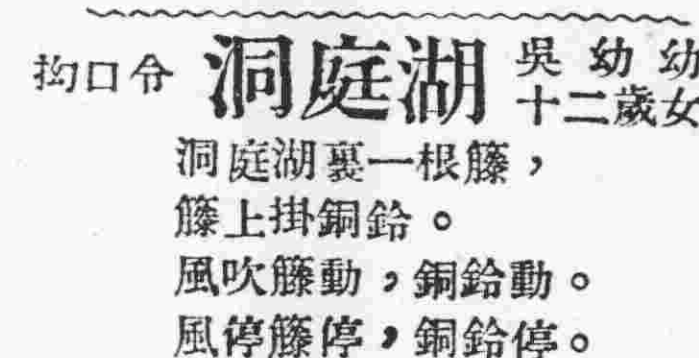 拗口令 洞庭湖 吳幼幼 十二歲女
洞庭湖裏一根籐，
籐上掛銅鈴。
風吹籐動，銅鈴動。
風停籐停，銅鈴停。